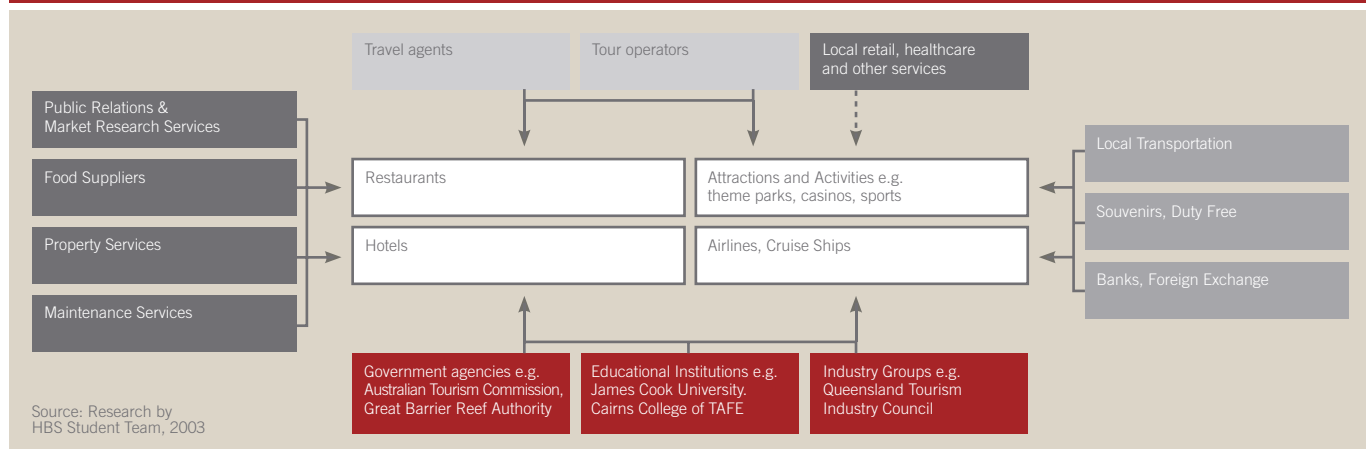 Travel agents
Tour operators
Local retail, healthcare
and other services
Public Relations &
Market Research Services
Food Suppliers
Property Services
Maintenance Services
Restaurants
Attractions and Activities e.g.
theme parks, casinos, sports
Hotels
Airlines, Cruise Ships
Local Transportation
Souvenirs, Duty Free
Banks, Foreign Exchange
Government agencies e.g.
Australian Tourism Commission,
Great Barrier Reef Authority
Educational Institutions e.g.
James Cook University.
Cairns College of TAFE
Industry Groups e.g.
Queensland Tourism
Industry Council
Source: Research by
HBS Student Team, 2003